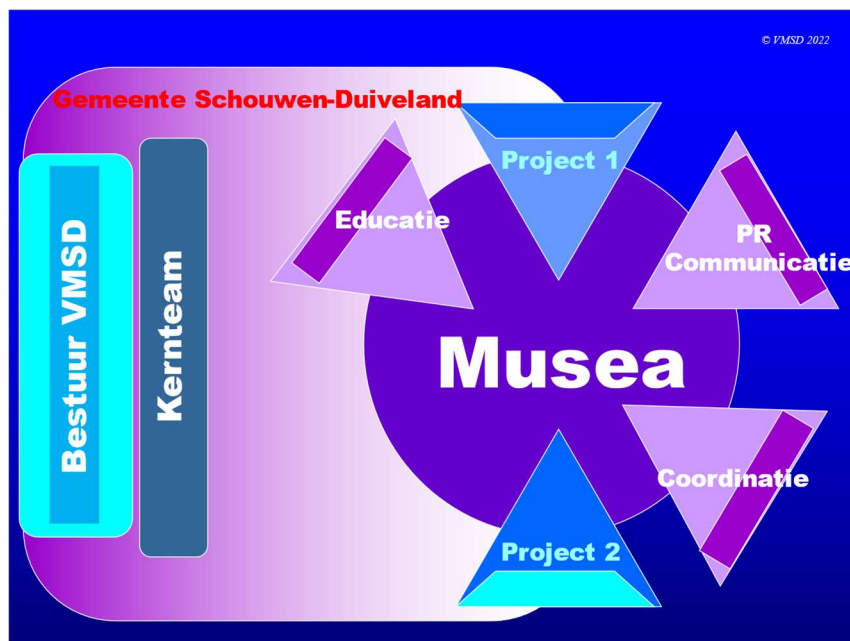 © VMSD 2022
Gemeente Schouwen-Duiveland
Project 1
Educatie
PR
Communicatie
Bestuur VMSD
Kernteam
Musea
Coordinatie
Project 2